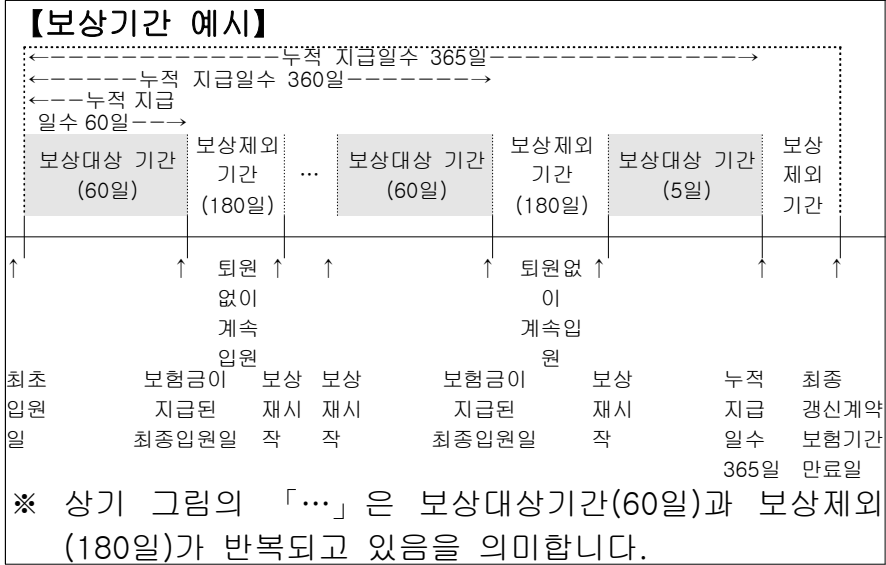 【보상기간 예시】
←−−−−−−−−−−−−−−누적 지급일수 365일−−−−−−−−−−−−−−−→
←−−−−−−누적 지급일수 360일−−−−−−−→
←−−누적 지급
일수 60일−−→
보상대상 기간
(60일)
보상제외
기간
(180일)
…
보상대상 기간
(60일)
보상제외
기간
(180일)
보상대상 기간
(5일)
보상
제외
기간
↑ ↑ ↑ ↑ ↑ ↑ ↑ ↑
퇴원
없이
계속
입원
퇴원없
이
계속입
원
최초
입원
일
보험금이
지급된
최종입원일
보상
재시
작
보상
재시
작
보험금이
지급된
최종입원일
보상
재시
작
누적
지급
일수
365일
최종
갱신계약
보험기간
만료일
※ 상기 그림의 「…」은 보상대상기간(60일)과 보상제외
(180일)가 반복되고 있음을 의미합니다.